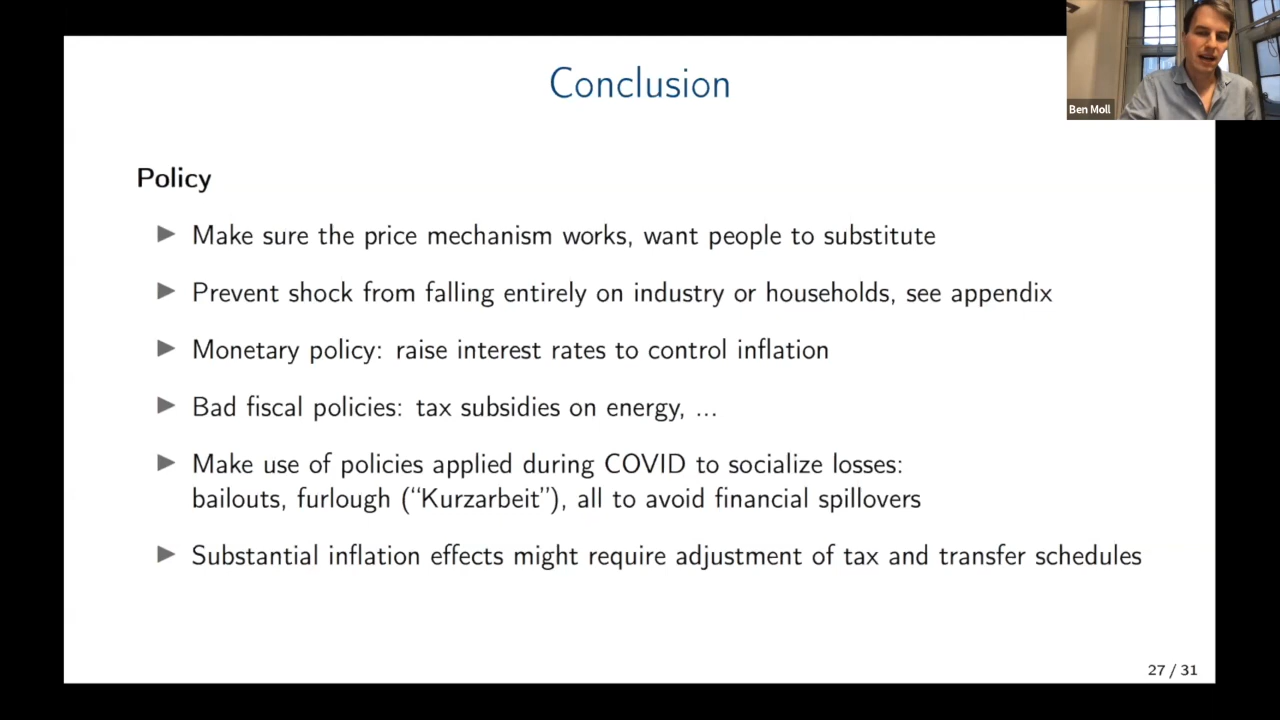 Conclusion
Ben Moll
Policy
▶ Make sure the price mechanism works, want people to substitute
▶ Prevent shock from falling entirely on industry or households, see appendix
▶ Monetary policy: raise interest rates to control inflation
▶ Bad fiscal policies: tax subsidies on energy, ...
▶ Make use of policies applied during COVID to socialize losses:
bailouts, furlough (“Kurzarbeit”), all to avoid financial spillovers
▶ Substantial inflation effects might require adjustment of tax and transfer schedules
27 / 31